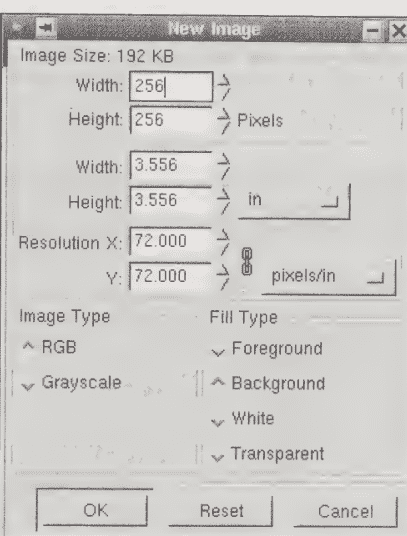 New Image
Image Size: 192 KB
Width: 256
Height: 256 Pixels
Width: 3.556
Height: 3.556 in
Resolution X: 72.000
Y: 72.000 pixels/in
Image Type Fill Type
RGB Foreground
Grayscale Background
White
Transparent
OK Reset Cancel